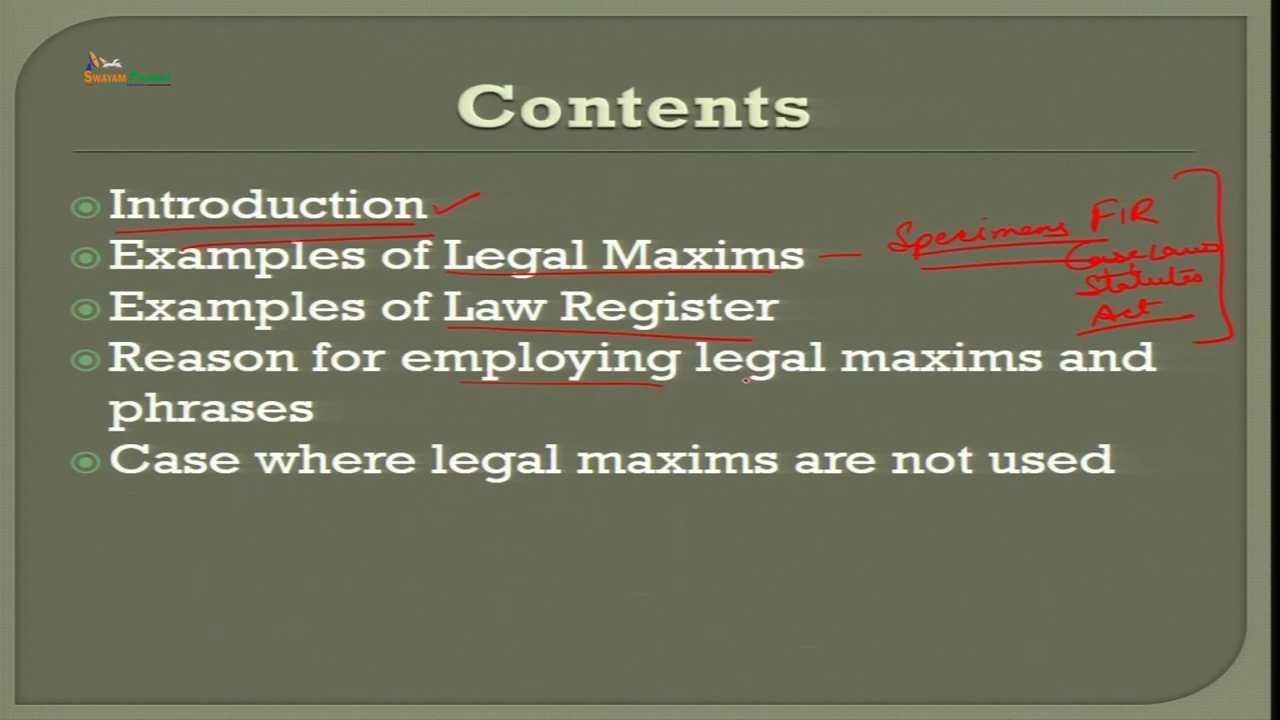 SWAYAM PRABHA
Contents
Introduction
Examples of Legal Maxims — Specimens FIR
Case Laws
Statutes
Act
Examples of Law Register
Reason for employing legal maxims and
phrases
Case where legal maxims are not used